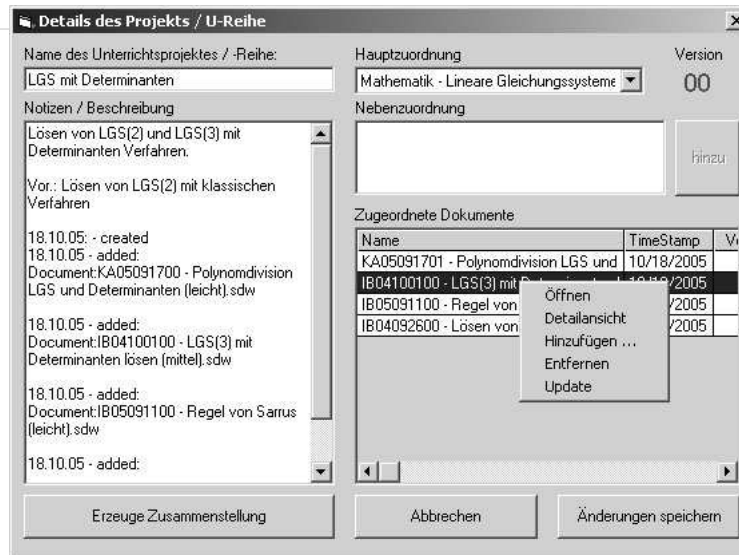 Details des Projekts / U-Reihe
Name des Unterrichtsprojektes / -Reihe:
LGS mit Determinanten
Hauptzuordnung
Mathematik - Lineare Gleichungssysteme
Version
00
Notizen / Beschreibung
Lösen von LGS(2) und LGS(3) mit
Determinanten Verfahren.
Vor.: Lösen von LGS(2) mit klassischen
Verfahren
18.10.05: - created
18.10.05 - added:
Document:KA05091700 - Polynomdivision
LGS und Determinanten (leicht).sdw
18.10.05 - added:
Document:IB04100100 - LGS(3) mit
Determinanten lösen (mittel).sdw
18.10.05 - added:
Document:IB05091100 - Regel von Sarrus
(leicht).sdw
18.10.05 - added:
Nebenzuordnung
hinzu
Zugeordnete Dokumente
Name TimeStamp
KA05091701 - Polynomdivision LGS und 10/18/2005
IB04100100 - LGS(3) mit
IB05091100 - Regel von /2005
IB04092600 - Lösen von /2005
Öffnen
Detailansicht
Hinzufügen ...
Entfernen
Update
Erzeuge Zusammenstellung
Abbrechen
Änderungen speichern